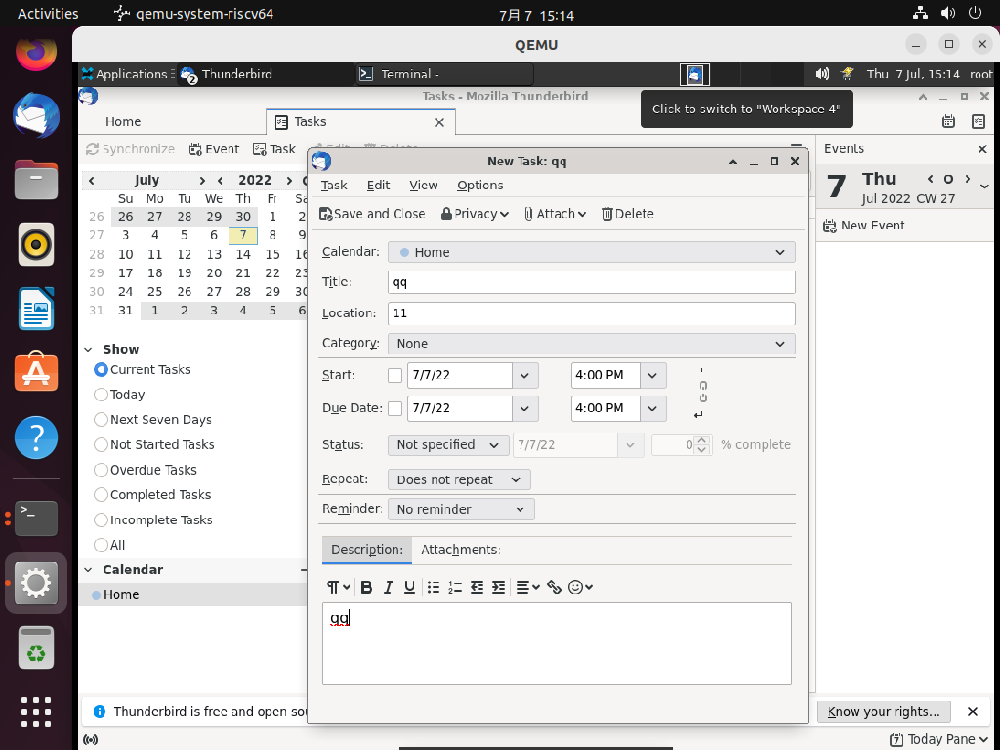 Activities qemu-system-riscv64 7月 7 15:14
QEMU
Applications 2 Thunderbird Terminal - Thu 7 Jul, 15:14 root
Tasks - Mozilla Thunderbird
Click to switch to "Workspace 4"
Home Tasks
Synchronize Event Task Edit Delete
Events
New Task: qq
July 2022
Su Mo Tu We Th Fr Sa
26 26 27 28 29 30 1 2
27 3 4 5 6 7 8 9
28 10 11 12 13 14 15 16
29 17 18 19 20 21 22 23
30 24 25 26 27 28 29 30
31 31 1 2 3 4 5 6
7 Thu
Jul 2022 CW 27
New Event
Task Edit View Options
Save and Close Privacy Attach Delete
Calendar: Home
Title: qq
Location: 11
Category: None
Start: 7/7/22 4:00 PM
Due Date: 7/7/22 4:00 PM
Status: Not specified 7/7/22 0 % complete
Repeat: Does not repeat
Reminder: No reminder
Description: Attachments:
B I U
qq
Show
Current Tasks
Today
Next Seven Days
Not Started Tasks
Overdue Tasks
Completed Tasks
Incomplete Tasks
All
Calendar
Home
Thunderbird is free and open so
Know your rights...
7 Today Pane